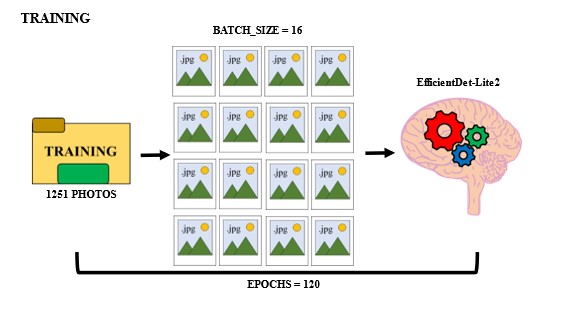 TRAINING
BATCH_SIZE = 16
.jpg .jpg .jpg .jpg
EfficientDet-Lite2
.jpg .jpg .jpg .jpg
TRAINING
.jpg .jpg .jpg .jpg
1251 PHOTOS
.jpg .jpg .jpg .jpg
EPOCHS = 120